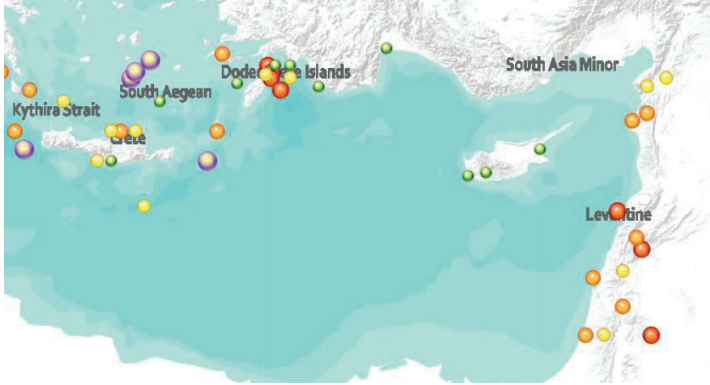 South Asia Minor
Dodecanese Islands
South Aegean
Kythira Strait
Crete
Levantine